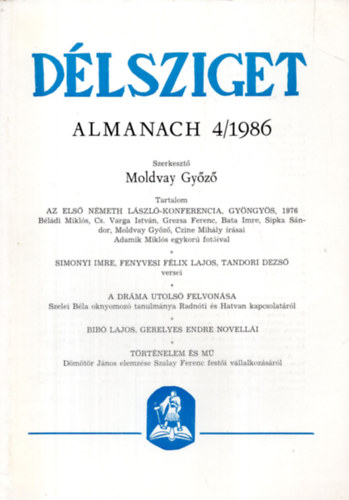 DÉLSZIGET
ALMANACH 4/1986
Szerkesztő
Moldvay Győző
Tartalom
AZ ELSŐ NÉMETH LÁSZLÓ-KONFERENCIA, GYÖNGYÖS, 1976
Béládi Miklós, Cs. Varga István, Grezsa Ferenc, Bata Imre, Sipka Sán-
dor, Moldvay Győző, Czine Mihály írásai
Adamik Miklós egykorú fotóival
*
SIMONYI IMRE, FENYVESI FÉLIX LAJOS, TANDORI DEZSŐ
versei
*
A DRÁMA UTOLSÓ FELVONÁSA
Szelei Béla oknyomozó tanulmánya Radnóti és Hatvan kapcsolatáról
*
BIBÓ LAJOS, GERELYES ENDRE NOVELLÁI
*
TÖRTÉNELEM ÉS MŰ
Dömötör János elemzése Szalay Ferenc festői vállalkozásáról